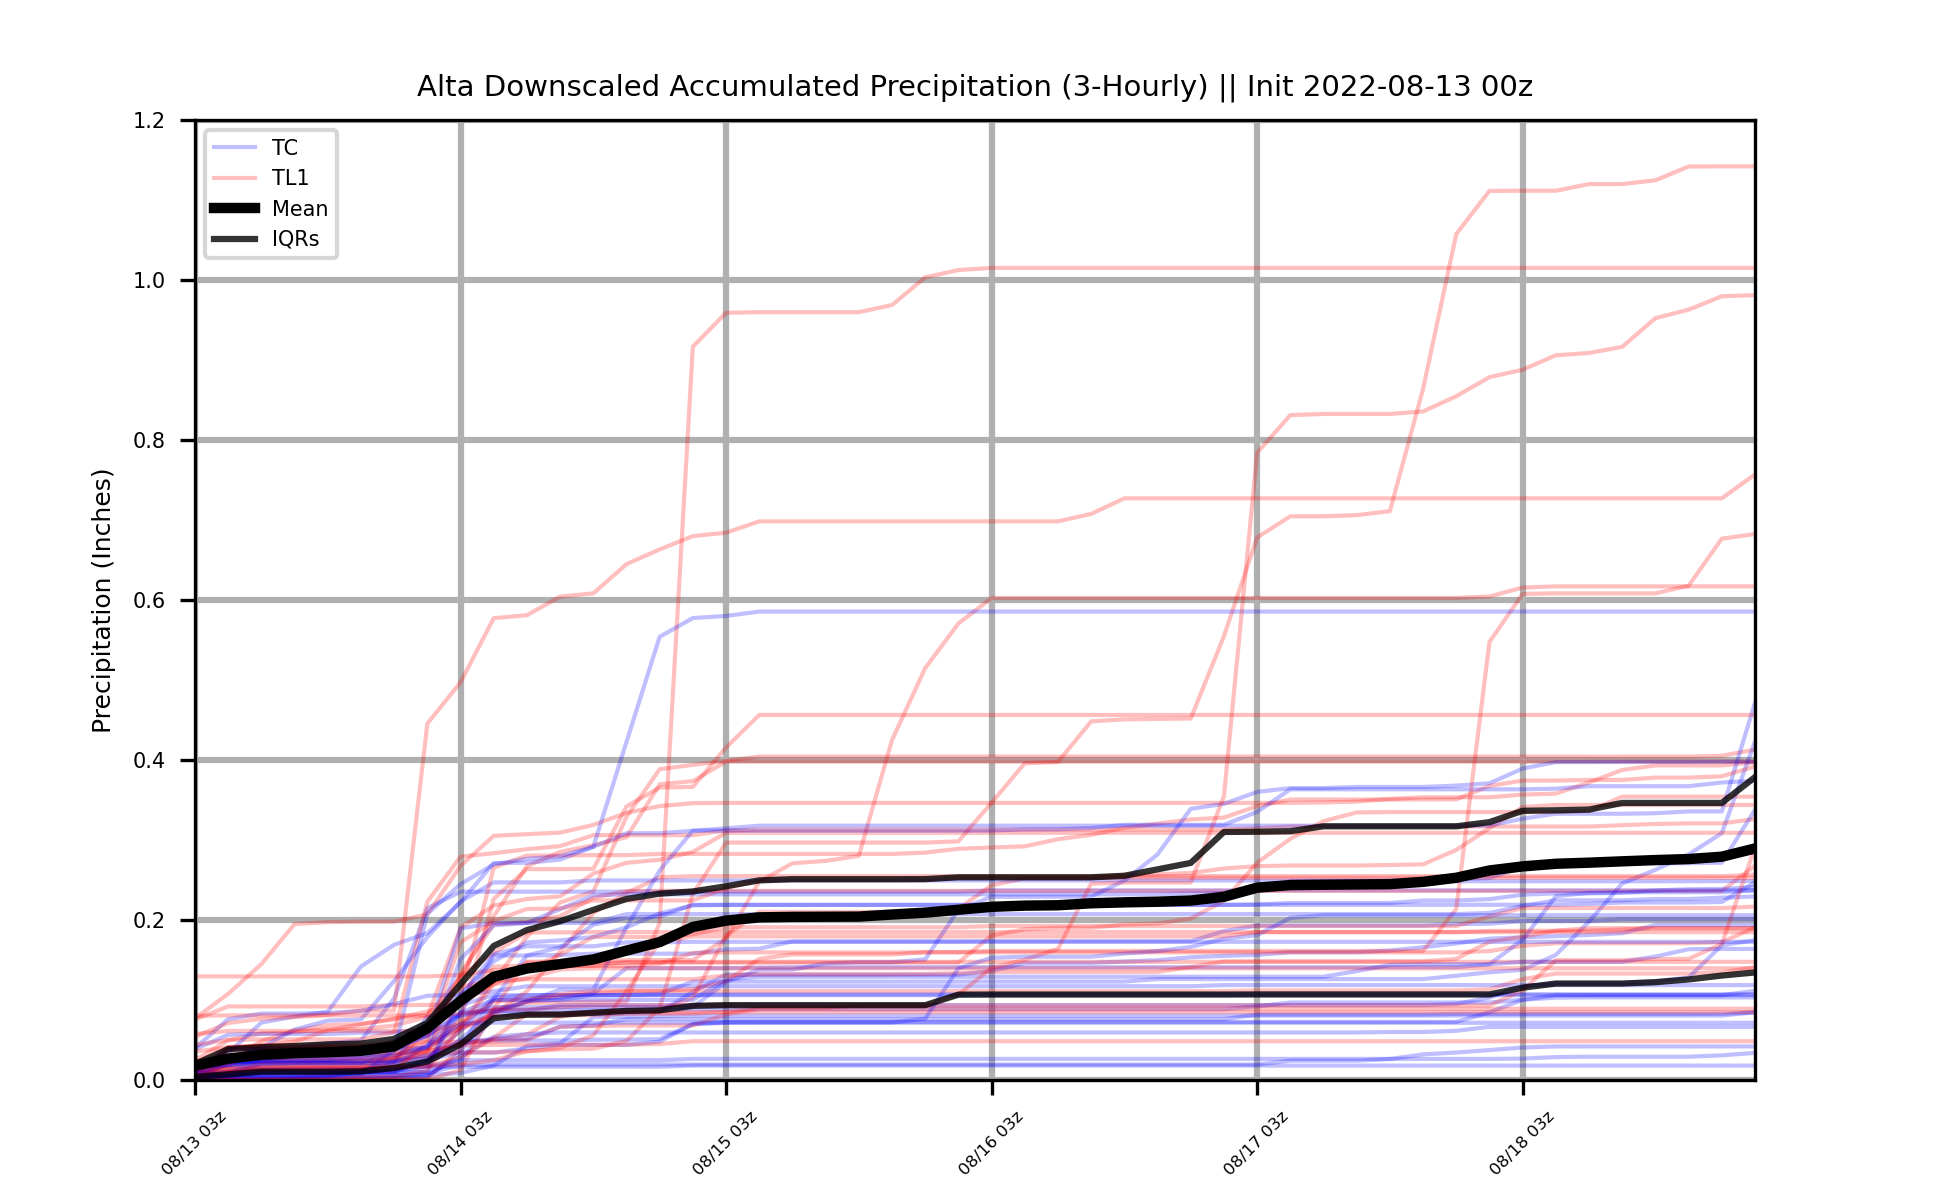 Alta Downscaled Accumulated Precipitation (3-Hourly) || Init 2022-08-13 00z
Precipitation (Inches)
1.2
1.0
0.8
0.6
0.4
0.2
0.0
TC
TL1
Mean
IQRs
08/13 03z
08/14 03z
08/15 03z
08/16 03z
08/17 03z
08/18 03z